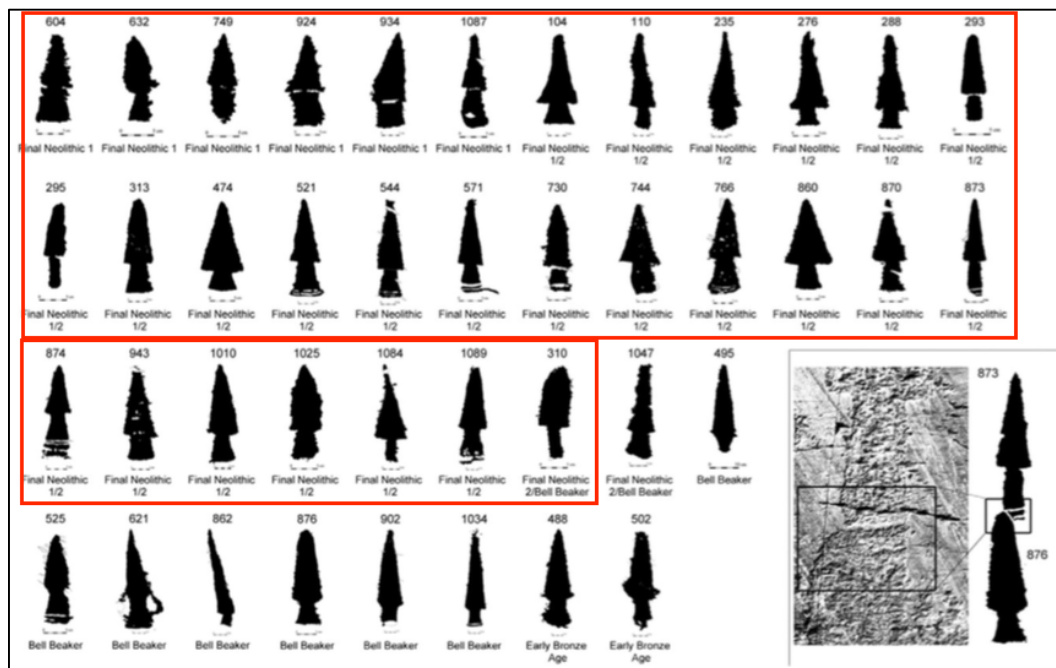 604 632 749 924 934 1087 104 110 235 276 288 293
Final Neolithic 1 Final Neolithic 1 Final Neolithic 1 Final Neolithic 1 Final Neolithic 1 Final Neolithic 1 Final Neolithic Final Neolithic Final Neolithic Final Neolithic Final Neolithic Final Neolithic
1/2 1/2 1/2 1/2 1/2 1/2
295 313 474 521 544 571 730 744 766 860 870 873
Final Neolithic Final Neolithic Final Neolithic Final Neolithic Final Neolithic Final Neolithic Final Neolithic Final Neolithic Final Neolithic Final Neolithic Final Neolithic Final Neolithic
1/2 1/2 1/2 1/2 1/2 1/2 1/2 1/2 1/2 1/2 1/2 1/2
874 943 1010 1025 1084 1089 310 1047 495
Final Neolithic Final Neolithic Final Neolithic Final Neolithic Final Neolithic Final Neolithic Final Neolithic Final Neolithic Bell Beaker
1/2 1/2 1/2 1/2 1/2 1/2 2/Bell Beaker 2/Bell Beaker
525 621 862 876 902 1034 488 502
Bell Beaker Bell Beaker Bell Beaker Bell Beaker Bell Beaker Bell Beaker Early Bronze Early Bronze
Age Age
873
876